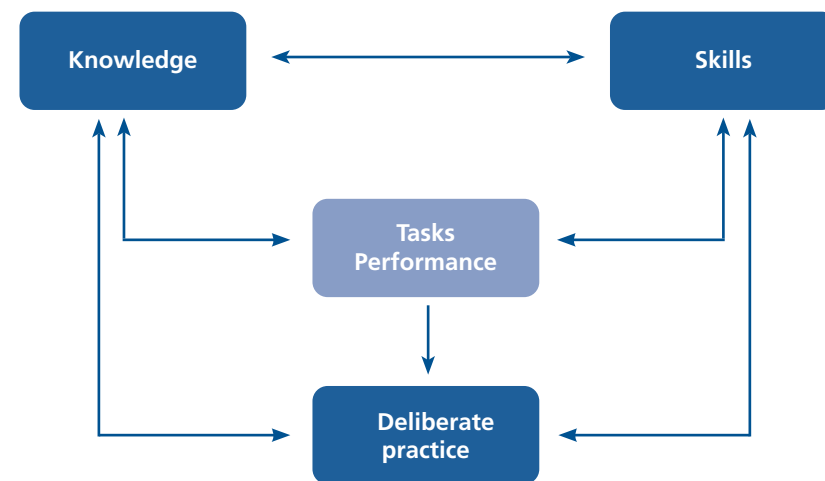 Knowledge
Skills
Tasks
Performance
Deliberate
practice